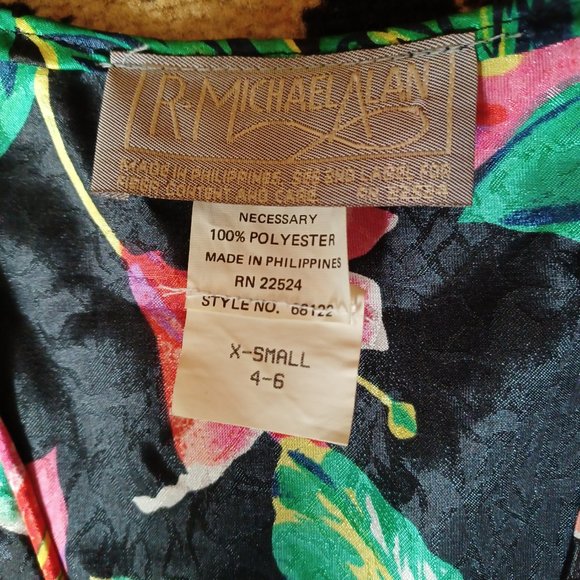 R. MICHAEL ALAN
MADE IN PHILIPPINES, SEE 2ND LABEL FOR
FIBER CONTENT AND CARE RN 22524
NECESSARY
100% POLYESTER
MADE IN PHILIPPINES
RN 22524
STYLE NO. 66122
X-SMALL
4-6